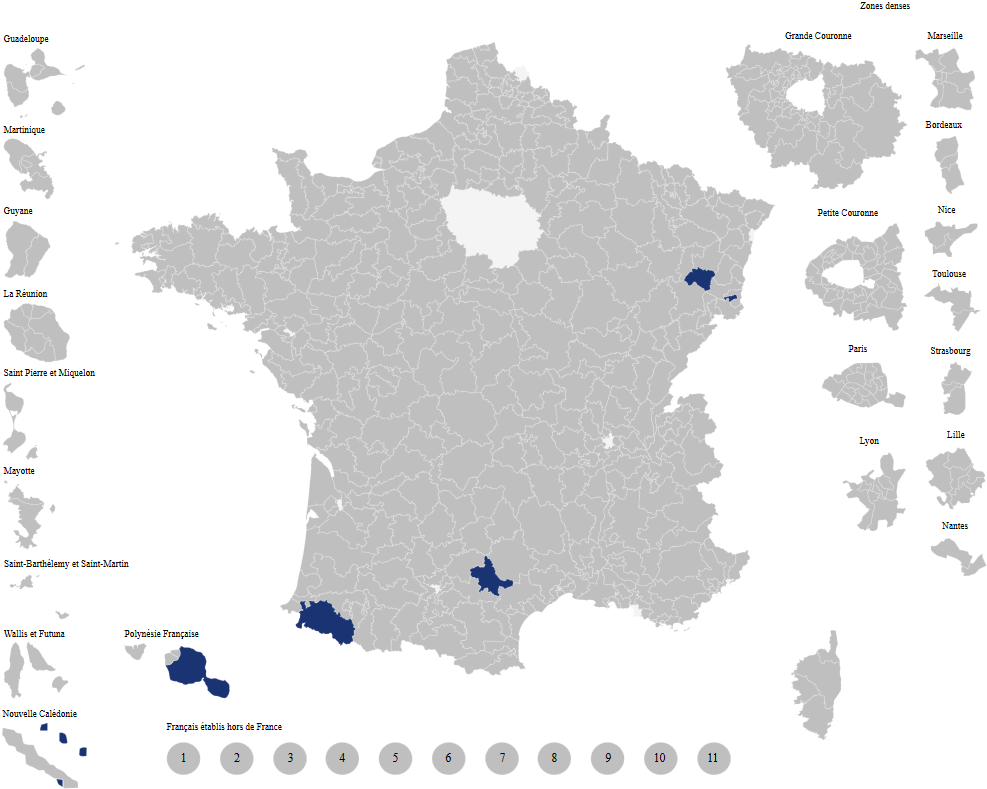 Zones denses
Guadeloupe
Grande Couronne
Marseille
Martinique
Bordeaux
Guyane
Petite Couronne
Nice
La Réunion
Toulouse
Saint Pierre et Miquelon
Paris
Strasbourg
Mayotte
Lyon
Lille
Nantes
Saint-Barthélemy et Saint-Martin
Wallis et Futuna
Polynésie Française
Nouvelle Calédonie
Français établis hors de France
1 2 3 4 5 6 7 8 9 10 11